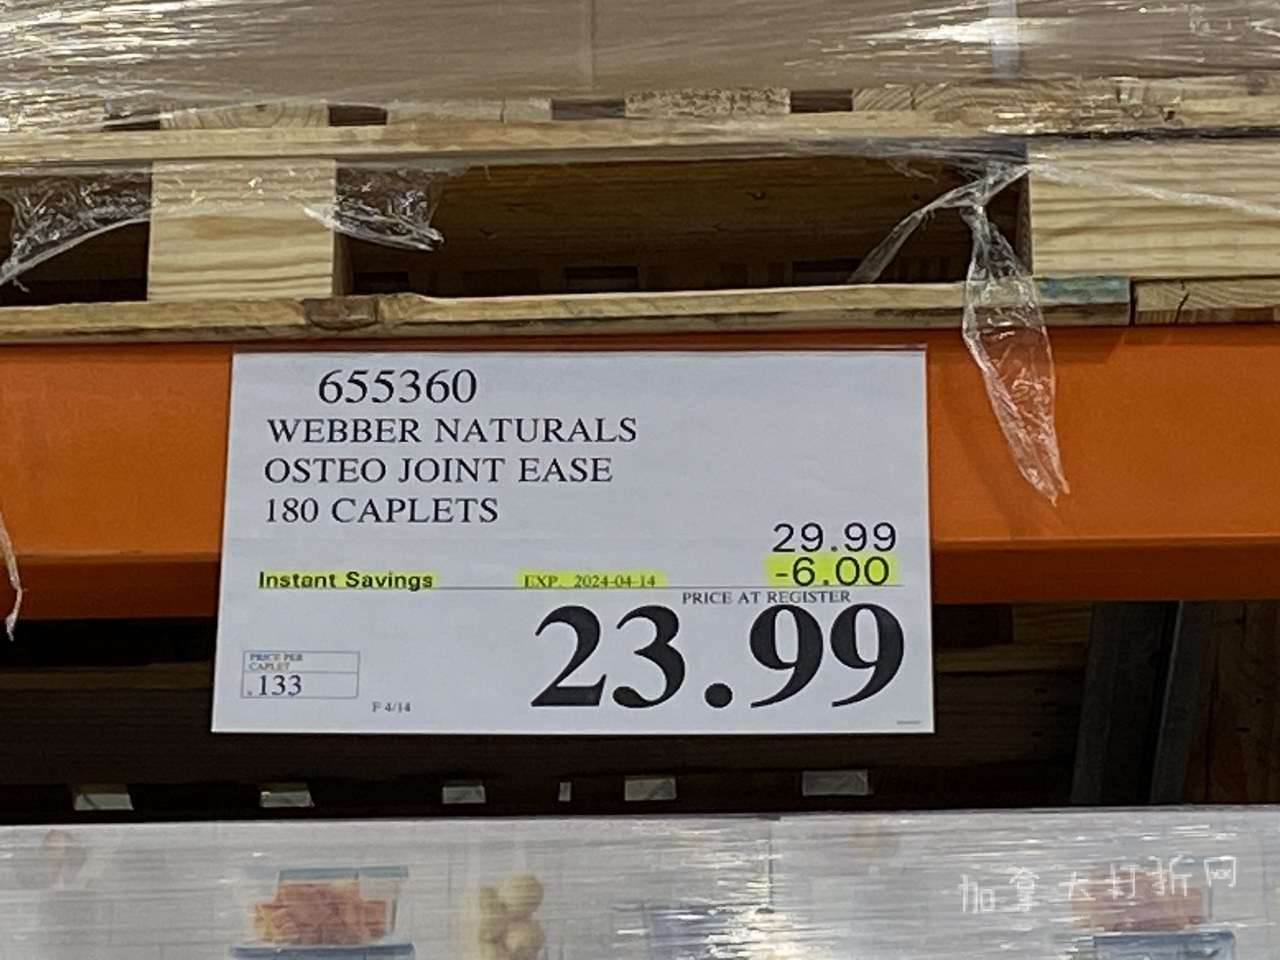 655360
WEBBER NATURALS
OSTEO JOINT EASE
180 CAPLETS
29.99
Instant Savings EXP. 2024-04-14 -6.00
PRICE AT REGISTER
23.99
PRICE PER
CAPLET
.133
F 4/14
加拿大打折网